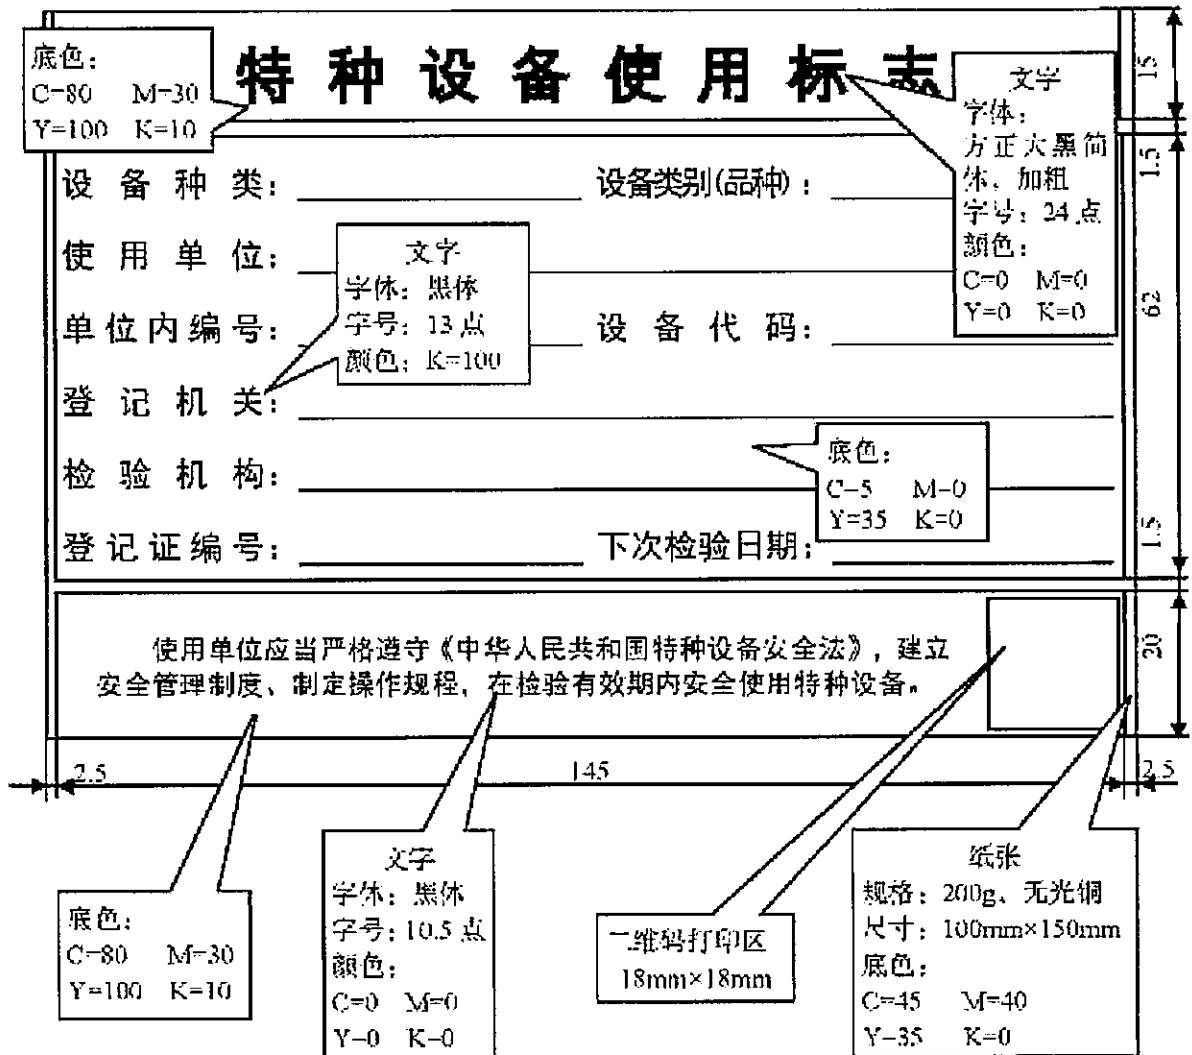 特种设备使用标志
底色：
C=80 M=30
Y=100 K=10
文字
字体：
方正大黑简
体、加粗
字号：24点
颜色：
C=0 M=0
Y=0 K=0
15
1.5
62
1.5
20
设备种类：
设备类别(品种)：
使用单位：
文字
字体：黑体
字号：13点
颜色：K=100
单位内编号：
设备代码：
登记机关：
底色：
C=5 M=0
Y=35 K=0
检验机构：
登记证编号：
下次检验日期：
使用单位应当严格遵守《中华人民共和国特种设备安全法》，建立
安全管理制度、制定操作规程，在检验有效期内安全使用特种设备。
2.5
145
2.5
底色：
C=80 M=30
Y=100 K=10
文字
字体：黑体
字号：10.5点
颜色：
C=0 M=0
Y=0 K=0
二维码打印区
18mm×18mm
纸张
规格：200g、无光铜
尺寸：100mm×150mm
底色：
C=45 M=40
Y=35 K=0